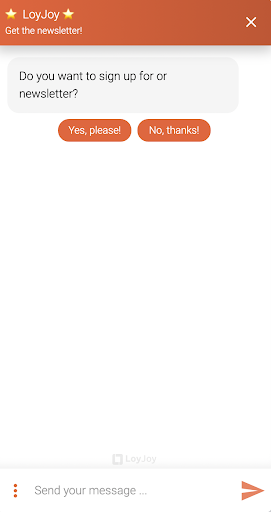 ⭐ LoyJoy ⭐
Get the newsletter!
Do you want to sign up for or
newsletter?
Yes, please! No, thanks!
LoyJoy
Send your message ...